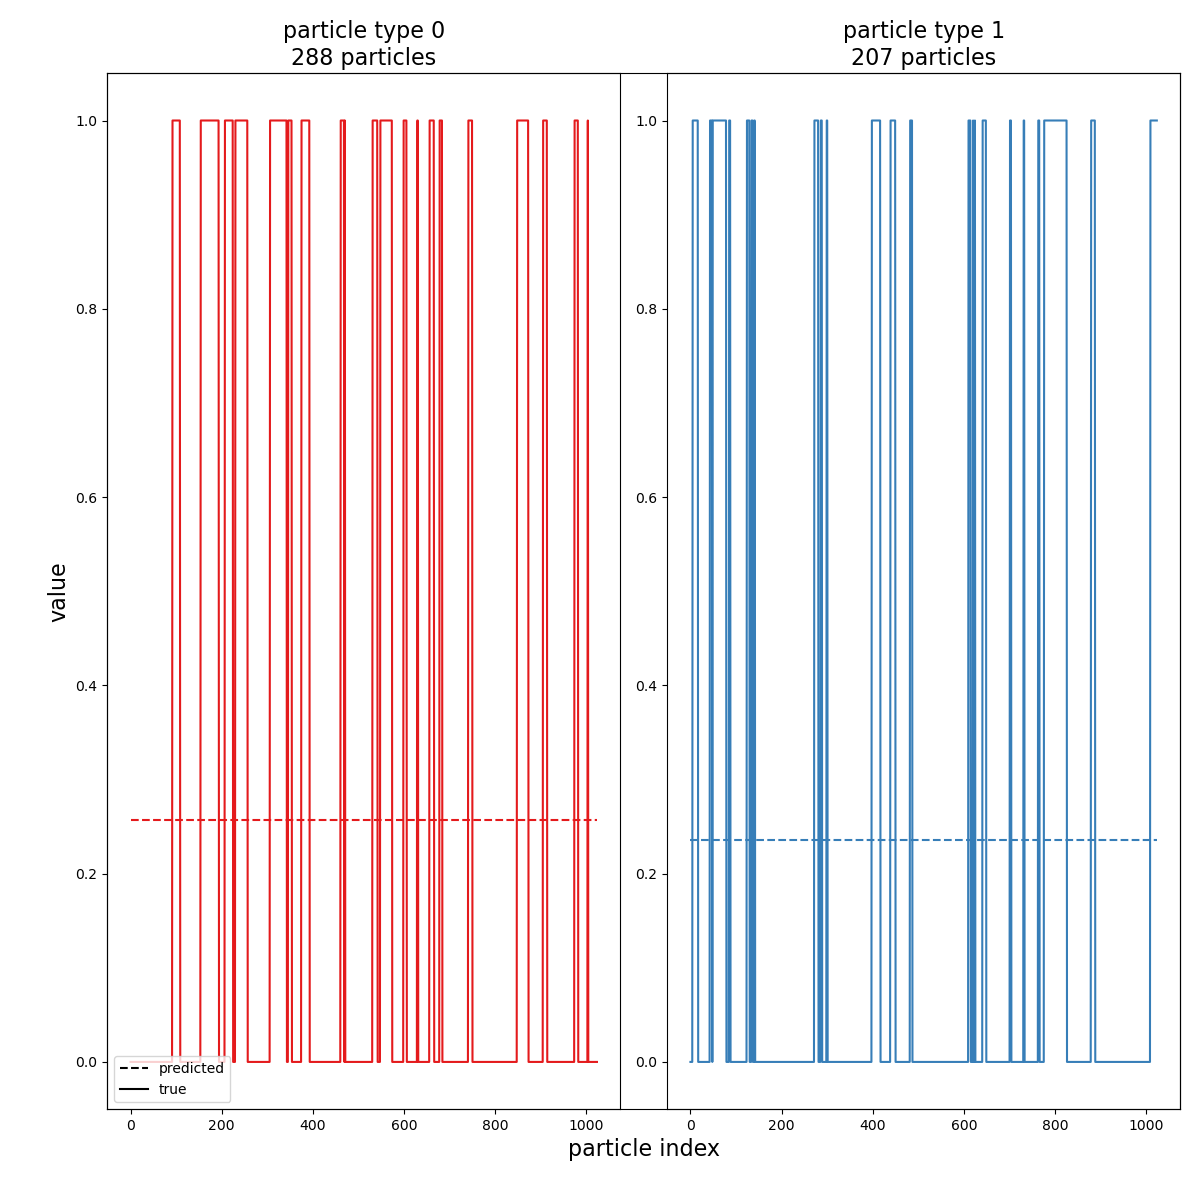 particle type 0
288 particles
particle type 1
207 particles
1.0
0.8
0.6
0.4
0.2
0.0
value
predicted
true
0 200 400 600 800 1000
1.0
0.8
0.6
0.4
0.2
0.0
0 200 400 600 800 1000
particle index